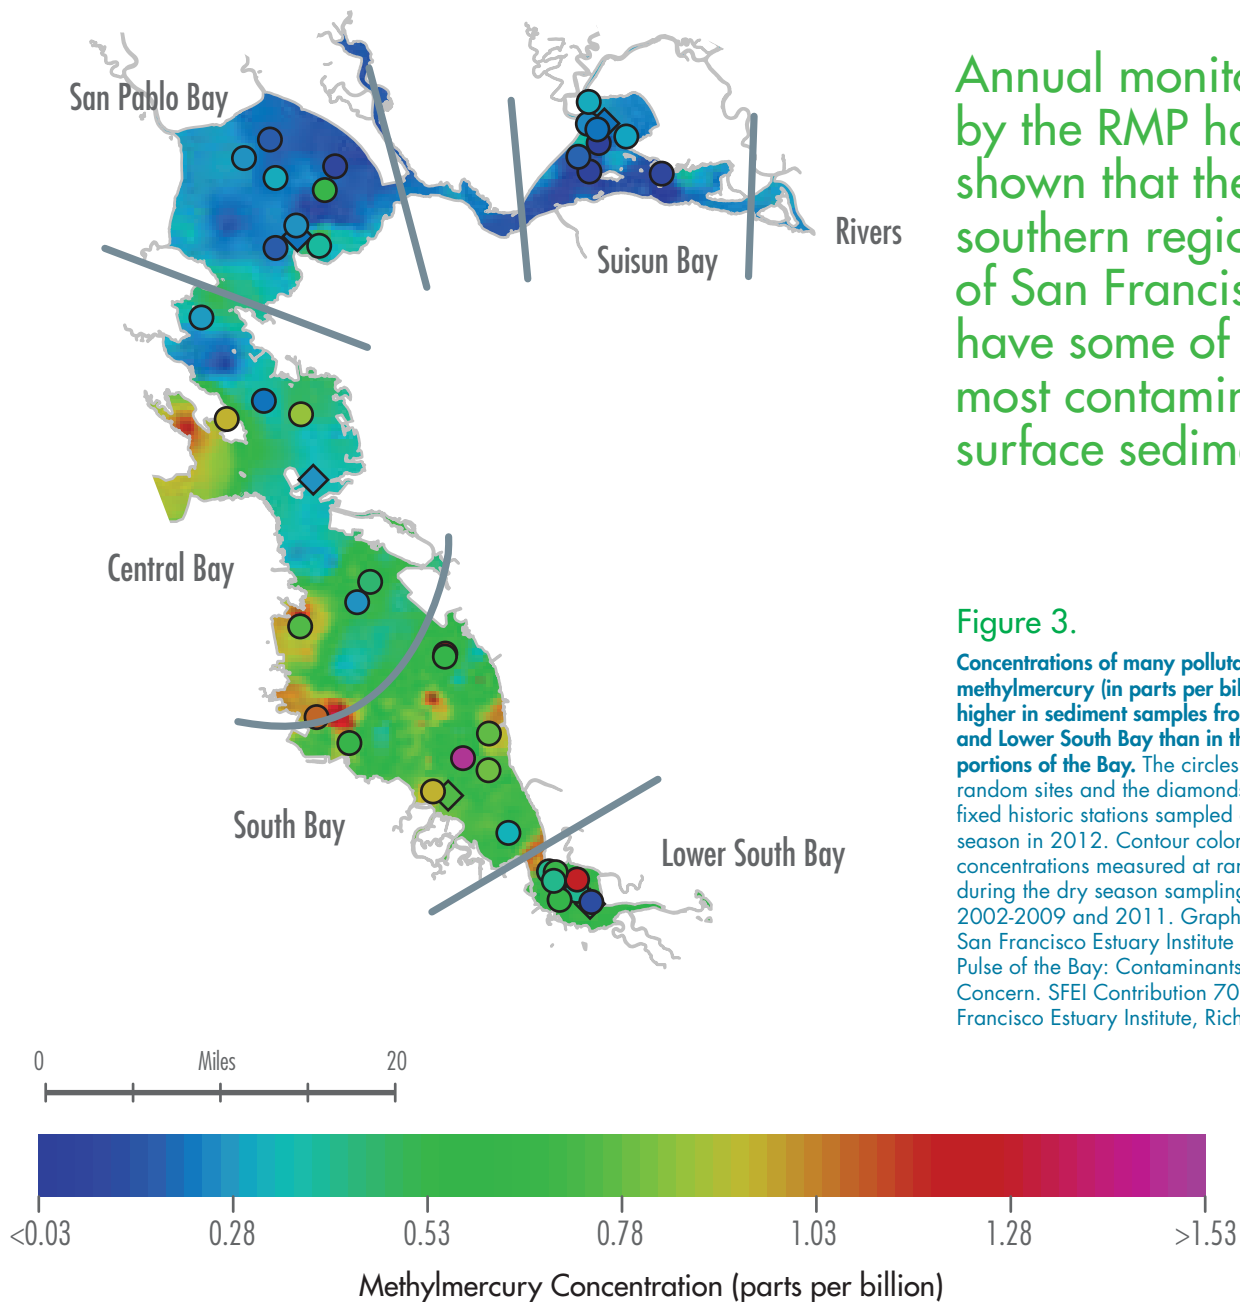 San Pablo Bay
Rivers
Suisun Bay
Central Bay
South Bay
Lower South Bay
Annual monito
by the RMP ha
shown that the
southern regio
of San Francis
have some of
most contamin
surface sedime
Figure 3.
Concentrations of many polluta
methylmercury (in parts per bil
higher in sediment samples fro
and Lower South Bay than in th
portions of the Bay. The circles
random sites and the diamonds
fixed historic stations sampled
season in 2012. Contour color
concentrations measured at ran
during the dry season sampling
2002-2009 and 2011. Graph
San Francisco Estuary Institute
Pulse of the Bay: Contaminants
Concern. SFEI Contribution 70
Francisco Estuary Institute, Rich
0 Miles 20
<0.03 0.28 0.53 0.78 1.03 1.28 >1.53
Methylmercury Concentration (parts per billion)